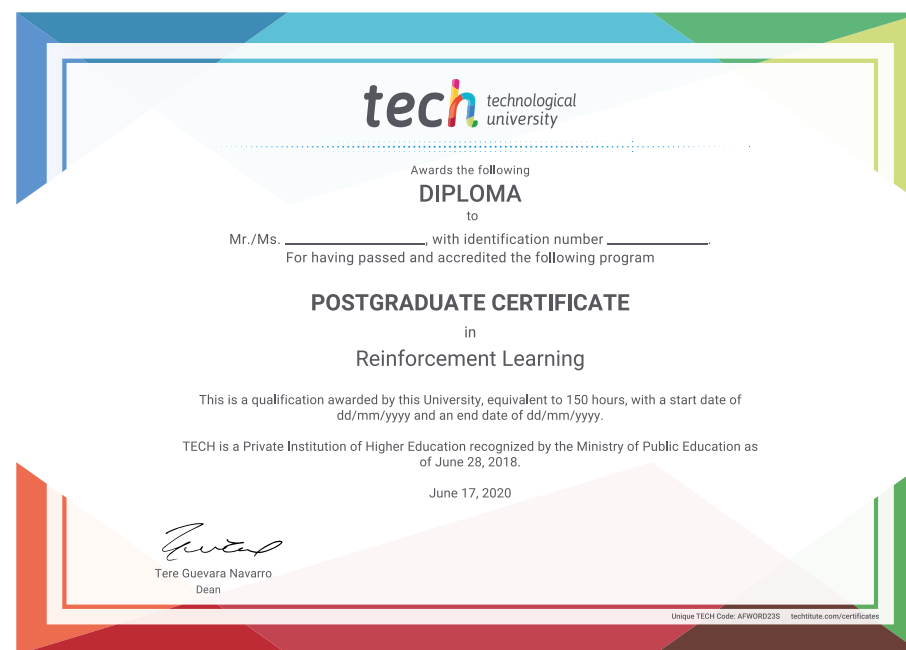 tech technological
university
Awards the following
DIPLOMA
to
Mr./Ms. ____________________, with identification number ______________.
For having passed and accredited the following program
POSTGRADUATE CERTIFICATE
in
Reinforcement Learning
This is a qualification awarded by this University, equivalent to 150 hours, with a start date of
dd/mm/yyyy and an end date of dd/mm/yyyy.
TECH is a Private Institution of Higher Education recognized by the Ministry of Public Education as
of June 28, 2018.
June 17, 2020
Tere Guevara Navarro
Dean
Unique TECH Code: AFWORD23S techtitute.com/certificates